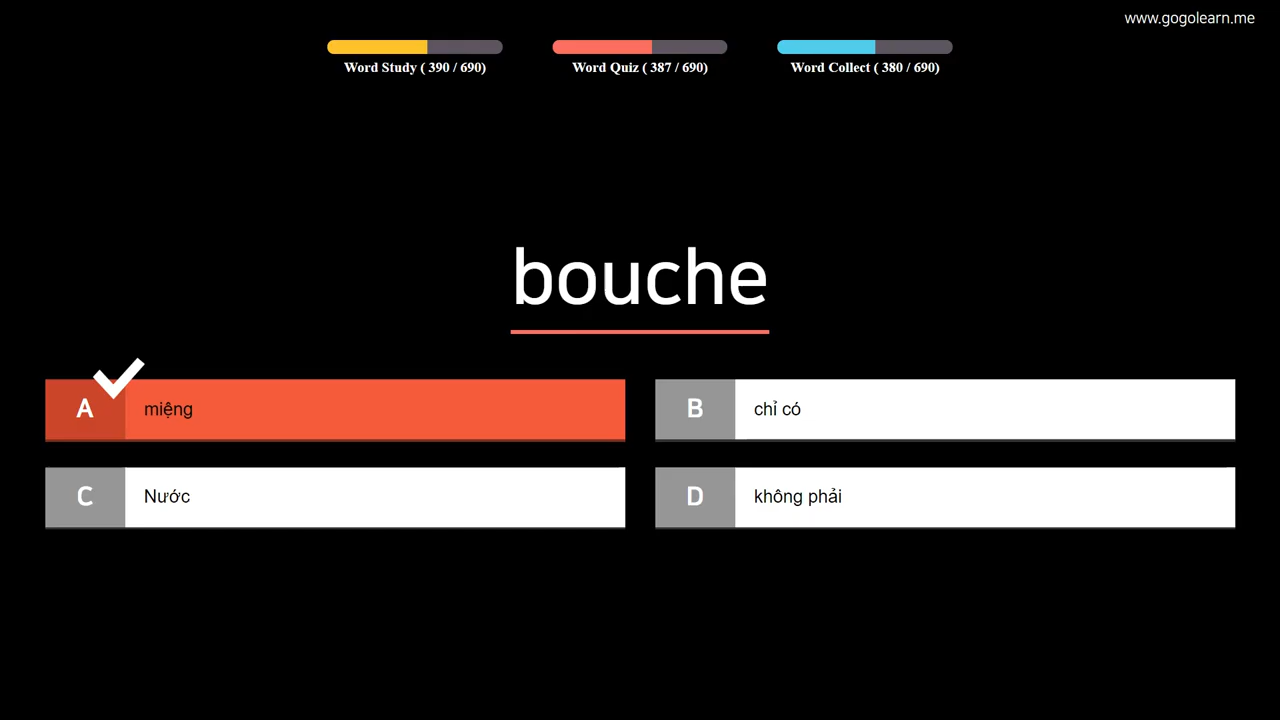 www.gogolearn.me
Word Study ( 390 / 690)
Word Quiz ( 387 / 690)
Word Collect ( 380 / 690)
bouche
A miệng
B chỉ có
C Nước
D không phải